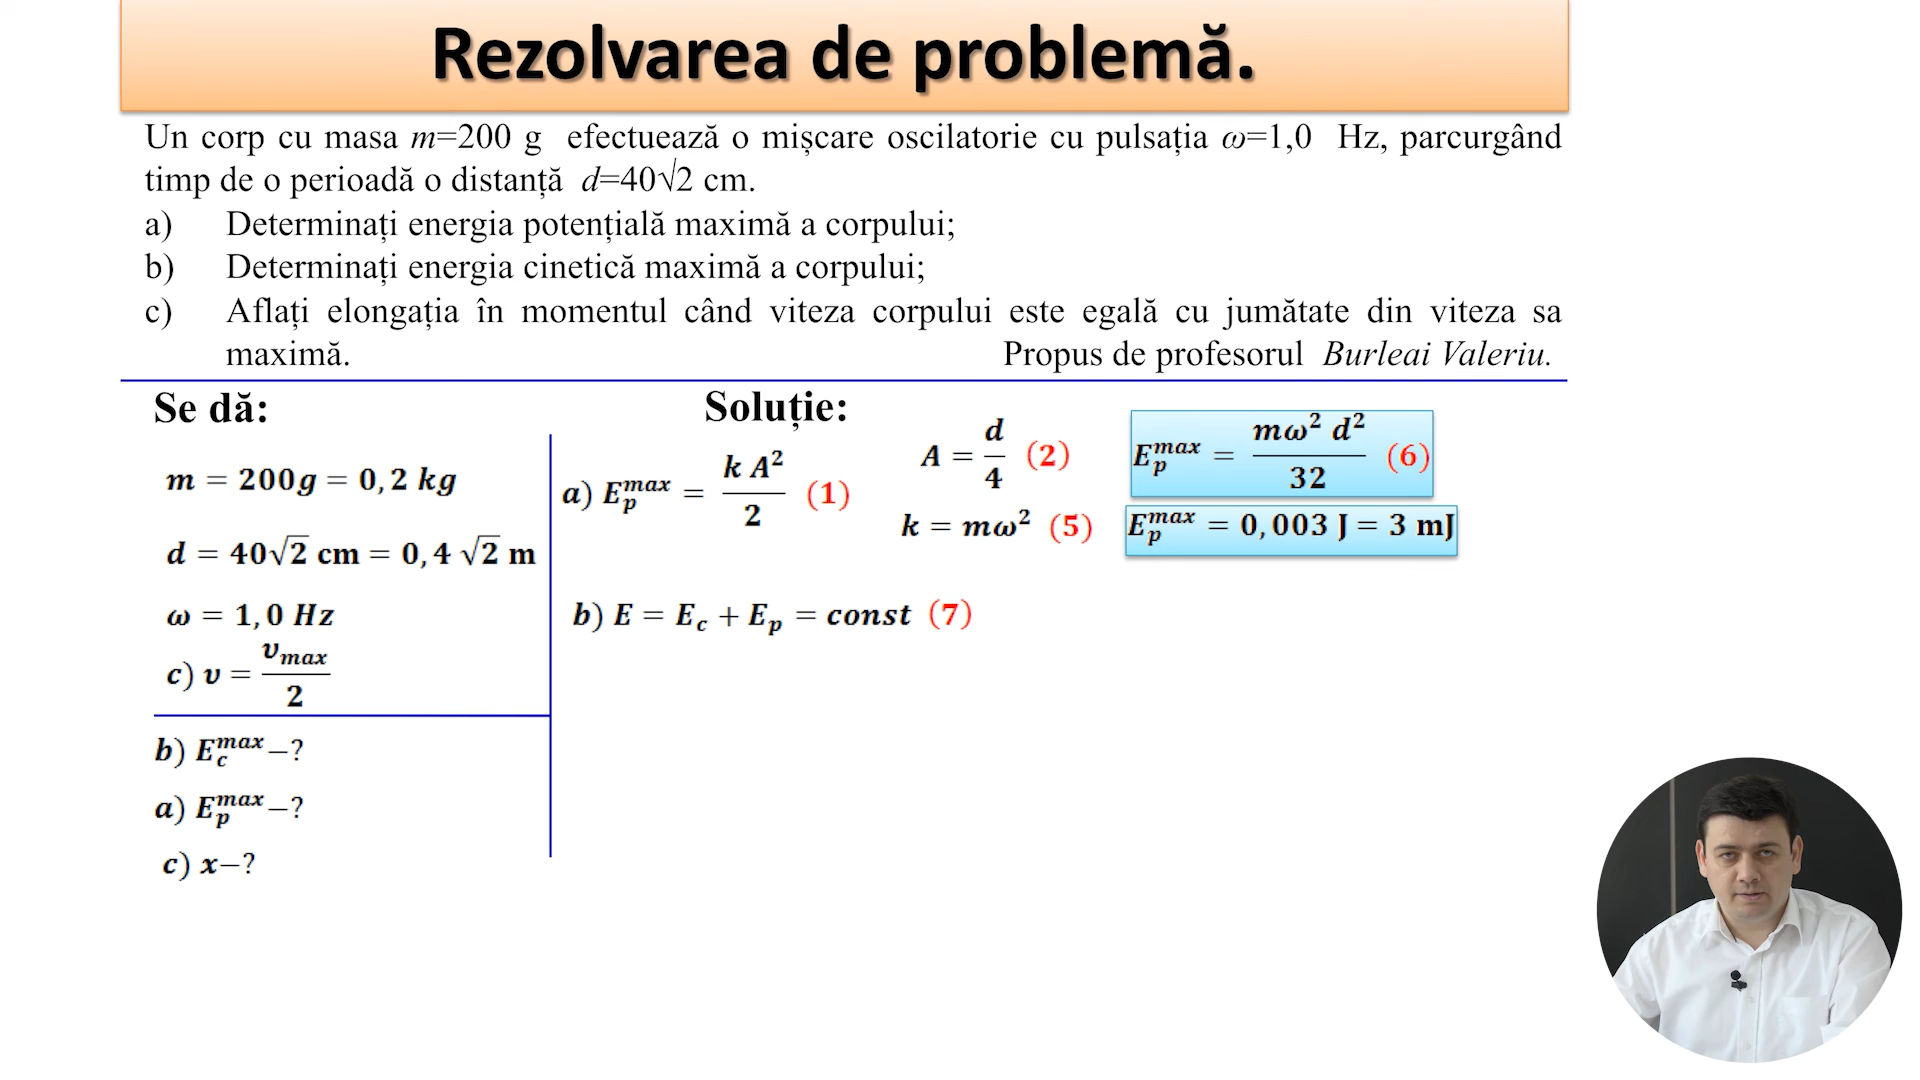 Rezolvarea de problemă.
Un corp cu masa m=200 g efectuează o mișcare oscilatorie cu pulsația ω=1,0 Hz, parcurgând
timp de o perioadă o distanță d=40√2 cm.
a) Determinați energia potențială maximă a corpului;
b) Determinați energia cinetică maximă a corpului;
c) Aflați elongația în momentul când viteza corpului este egală cu jumătate din viteza sa
maximă. Propus de profesorul Burleai Valeriu.
Se dă:
m = 200g = 0,2 kg
d = 40√2 cm = 0,4 √2 m
ω = 1,0 Hz
c) υ = υ_max/2
b) E_c^max −?
a) E_p^max −?
c) x−?
Soluție:
a) E_p^max = k A²/2 (1)
A = d/4 (2)
k = mω² (5)
E_p^max = mω² d²/32 (6)
E_p^max = 0,003 J = 3 mJ
b) E = E_c + E_p = const (7)